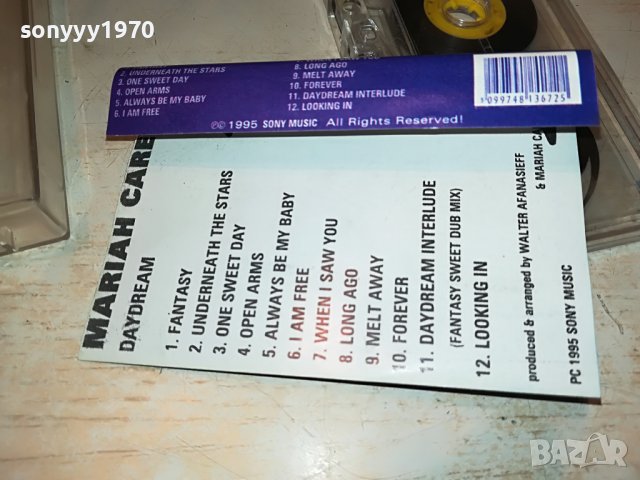 sonyyy1970
2. UNDERNEATH THE STARS
3. ONE SWEET DAY
4. OPEN ARMS
5. ALWAYS BE MY BABY
6. I AM FREE
8. LONG AGO
9. MELT AWAY
10. FOREVER
11. DAYDREAM INTERLUDE
12. LOOKING IN
℗© 1995 SONY MUSIC All Rights Reserved!
1099748136725
MARIAH CARE
DAYDREAM
1. FANTASY
2. UNDERNEATH THE STARS
3. ONE SWEET DAY
4. OPEN ARMS
5. ALWAYS BE MY BABY
6. I AM FREE
7. WHEN I SAW YOU
8. LONG AGO
9. MELT AWAY
10. FOREVER
11. DAYDREAM INTERLUDE
(FANTASY SWEET DUB MIX)
12. LOOKING IN
produced & arranged by WALTER AFANASIEFF
& MARIAH CA
PC 1995 SONY MUSIC
BAZAR